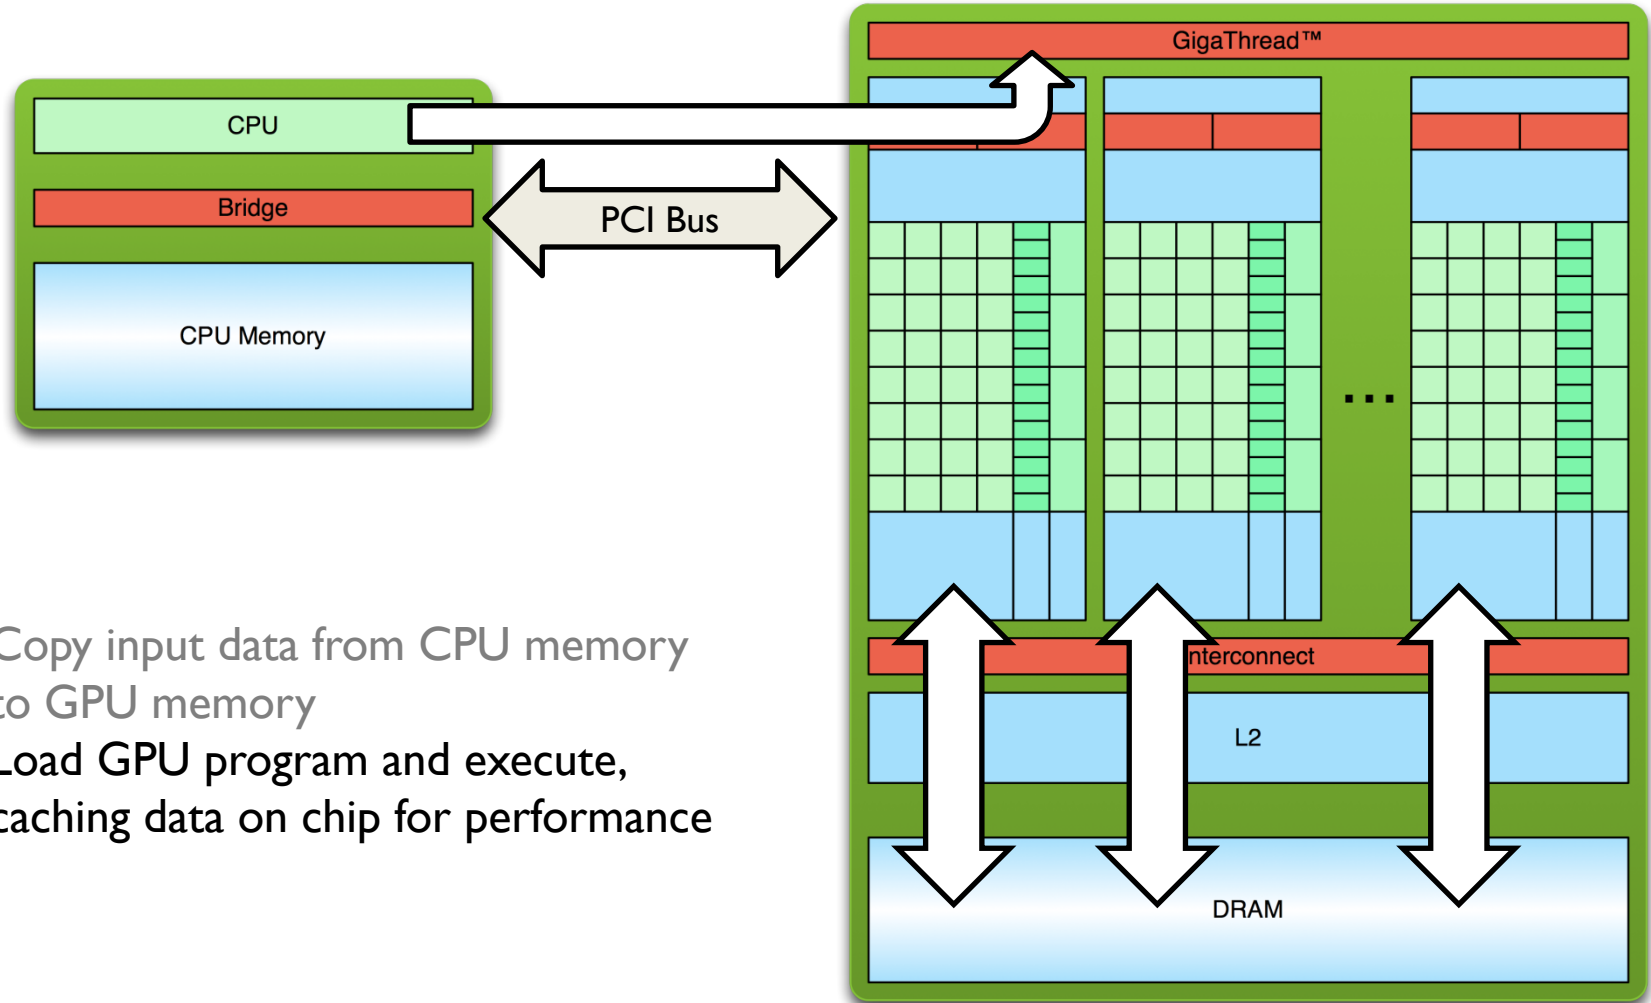 GigaThread™
CPU
Bridge
PCI Bus
CPU Memory
...
Copy input data from CPU memory
to GPU memory
Load GPU program and execute,
caching data on chip for performance
nterconnect
L2
DRAM